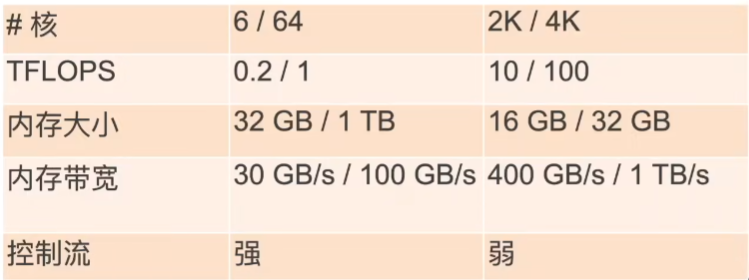 # 核 6 / 64 2K / 4K
TFLOPS 0.2 / 1 10 / 100
内存大小 32 GB / 1 TB 16 GB / 32 GB
内存带宽 30 GB/s / 100 GB/s 400 GB/s / 1 TB/s
控制流 强 弱